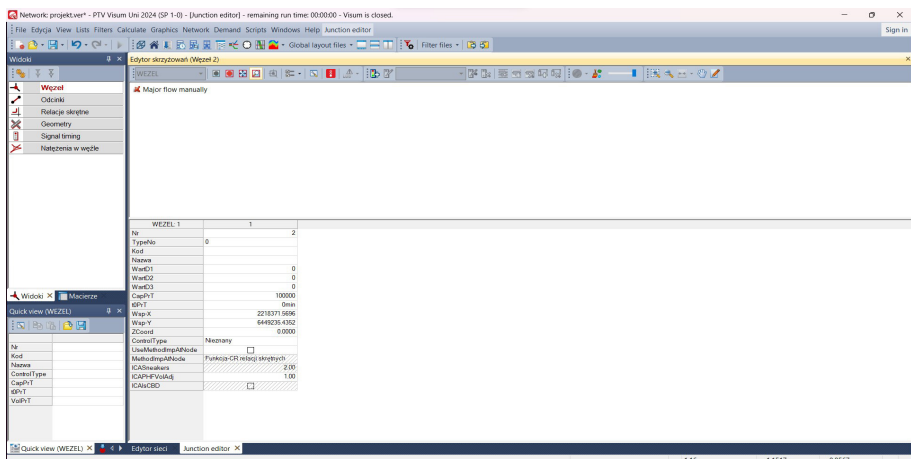 Network: projekt.ver* - PTV Visum Uni 2024 (SP 1-0) - [Junction editor] - remaining run time: 00:00:00 - Visum is closed.
File Edycja View Lists Filters Calculate Graphics Network Demand Scripts Windows Help Junction editor Sign in
Global layout files Filter files
Widoki
Edytor skrzyżowań (Węzeł 2)
WĘZEŁ
Węzeł
Odcinki
Relacje skrętne
Geometry
Signal timing
Natężenia w węźle
Major flow manually
WEZEL: 1 1
Nr 2
TypeNo 0
Kod
Nazwa
WartD1 0
WartD2 0
WartD3 0
CapPrT 100000
t0PrT 0min
Wsp-X 2218371.5696
Wsp-Y 6449235.4352
ZCoord 0.0000
ControlType Nieznany
UseMethodImpAtNode
MethodImpAtNode Funkcja-CR relacji skrętnych
ICASneakers 2.00
ICAPHFVolAdj 1.00
ICAIsCBD
Widoki Macierze
Quick view (WEZEL)
Nr
Kod
Nazwa
ControlType
CapPrT
t0PrT
VolPrT
Quick view (WEZEL) Edytor sieci Junction editor